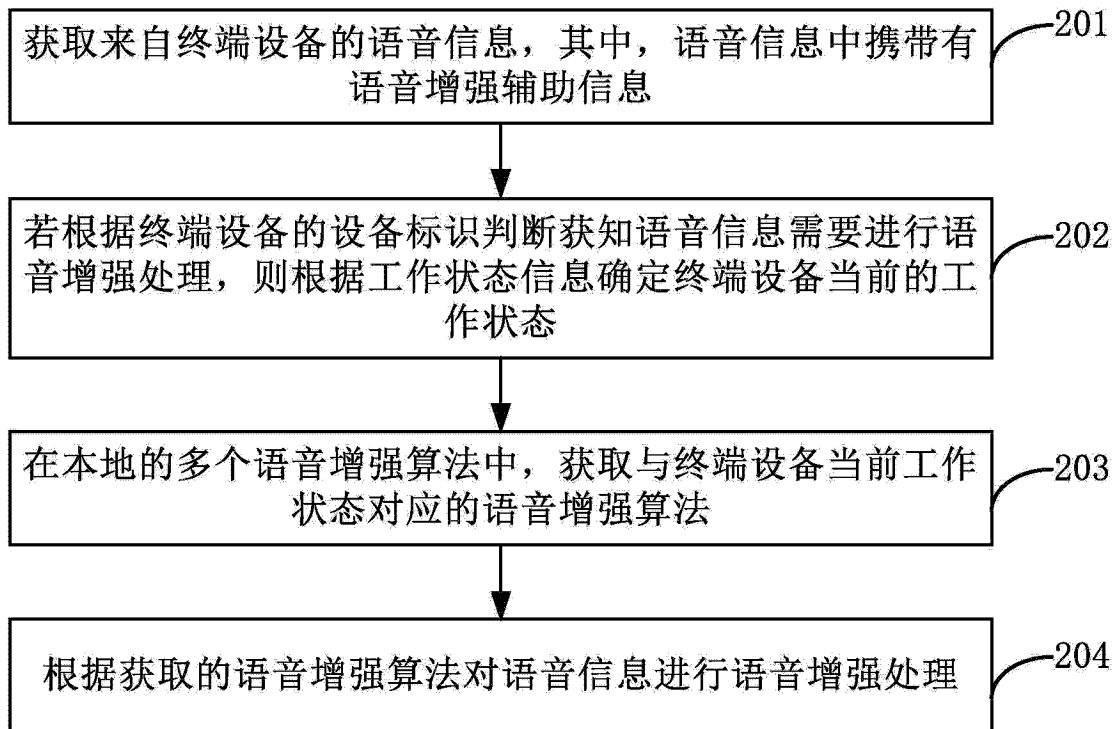 获取来自终端设备的语音信息，其中，语音信息中携带有
语音增强辅助信息
201
若根据终端设备的设备标识判断获知语音信息需要进行语
音增强处理，则根据工作状态信息确定终端设备当前的工
作状态
202
在本地的多个语音增强算法中，获取与终端设备当前工作
状态对应的语音增强算法
203
根据获取的语音增强算法对语音信息进行语音增强处理
204